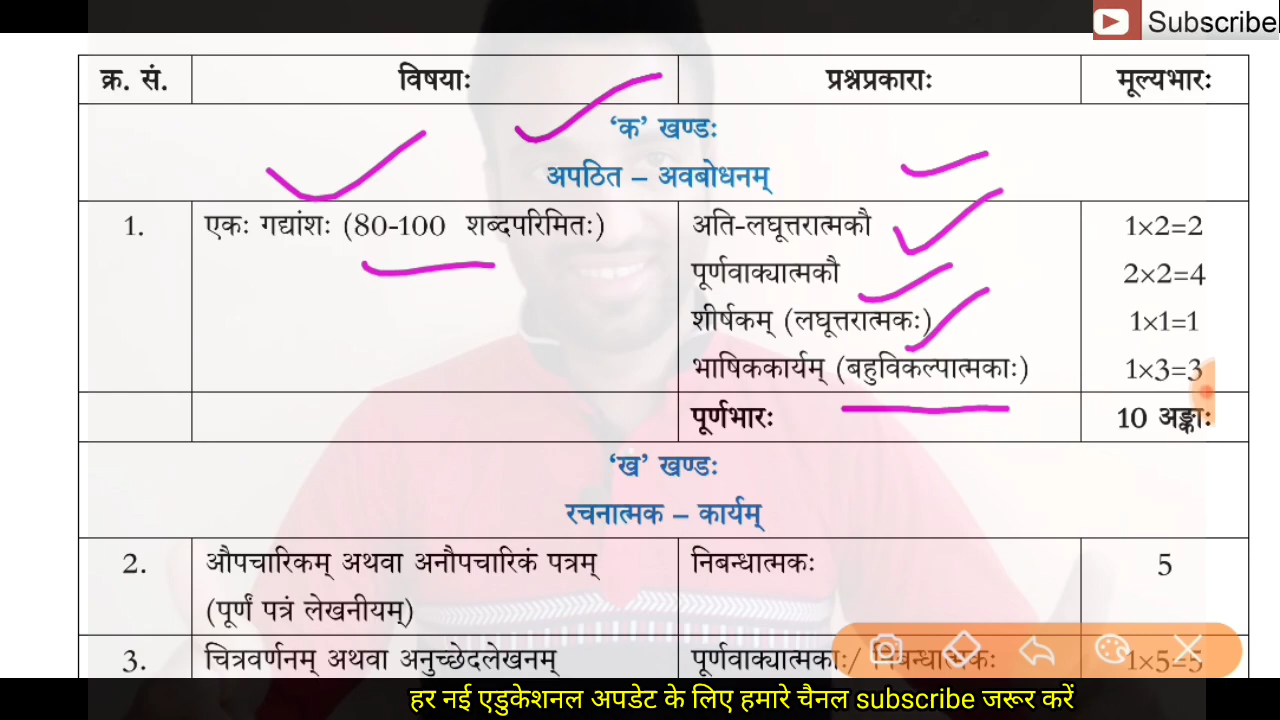 Subscribe
क्र. सं. विषयाः प्रश्नप्रकाराः मूल्यभारः
‘क’ खण्डः
अपठित – अवबोधनम्
1. एकः गद्यांशः (80-100 शब्दपरिमितः) अति-लघूत्तरात्मकौ 1×2=2
पूर्णवाक्यात्मकौ 2×2=4
शीर्षकम् (लघूत्तरात्मकः) 1×1=1
भाषिककार्यम् (बहुविकल्पात्मकाः) 1×3=3
पूर्णभारः 10 अङ्काः
‘ख’ खण्डः
रचनात्मक – कार्यम्
2. औपचारिकम् अथवा अनौपचारिकं पत्रम् निबन्धात्मकः 5
(पूर्णं पत्रं लेखनीयम्)
3. चित्रवर्णनम् अथवा अनुच्छेदलेखनम् पूर्णवाक्यात्मकाः/ निबन्धात्मकः 1×5=5
हर नई एडुकेशनल अपडेट के लिए हमारे चैनल subscribe जरूर करें